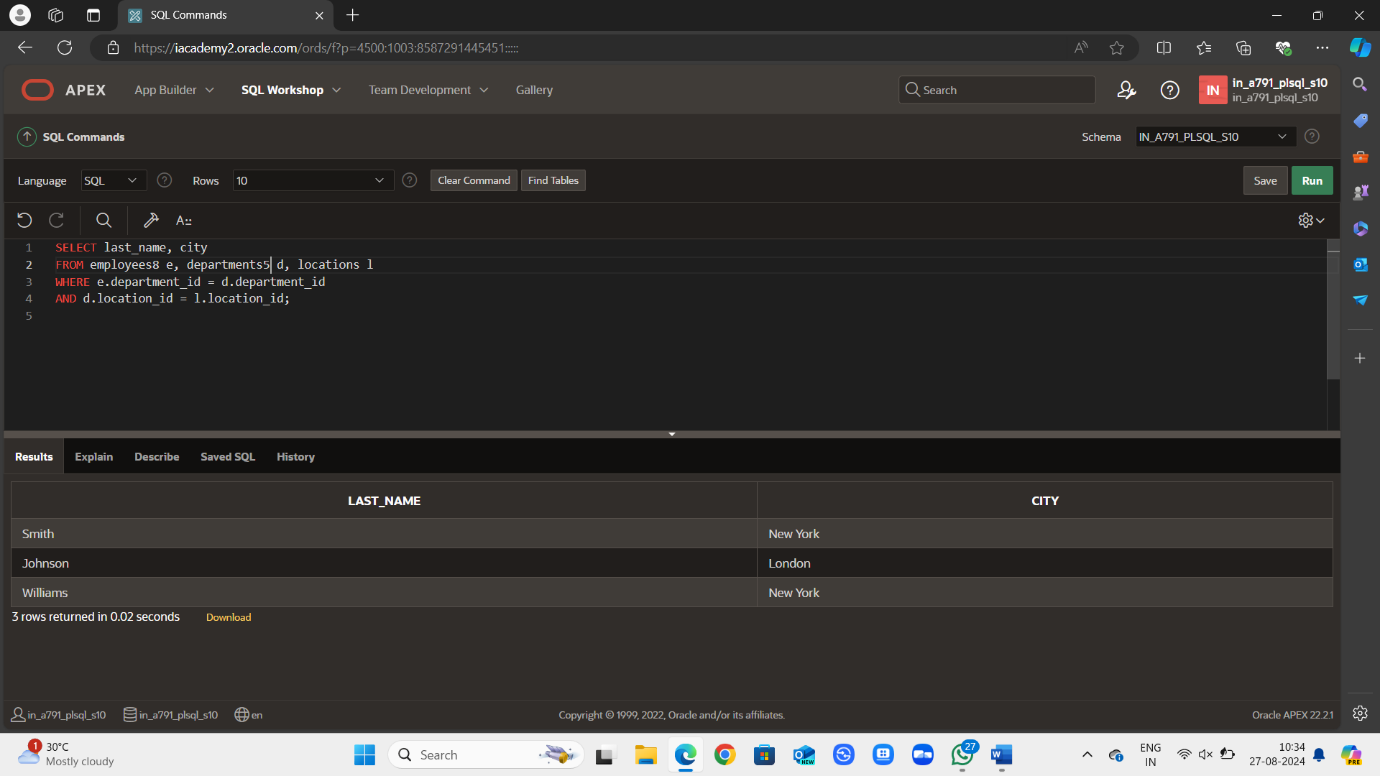 SQL Commands
https://iacademy2.oracle.com/ords/f?p=4500:1003:8587291445451:::::
APEX App Builder SQL Workshop Team Development Gallery Search IN in_a791_plsql_s10
in_a791_plsql_s10
SQL Commands Schema IN_A791_PLSQL_S10
Language SQL Rows 10 Clear Command Find Tables Save Run
1 SELECT last_name, city
2 FROM employees8 e, departments5 d, locations l
3 WHERE e.department_id = d.department_id
4 AND d.location_id = l.location_id;
5
Results Explain Describe Saved SQL History
LAST_NAME CITY
Smith New York
Johnson London
Williams New York
3 rows returned in 0.02 seconds Download
in_a791_plsql_s10 in_a791_plsql_s10 en Copyright © 1999, 2022, Oracle and/or its affiliates. Oracle APEX 22.2.1
1 30°C Mostly cloudy Search NEW 27 W ENG IN 10:34 27-08-2024 PRE